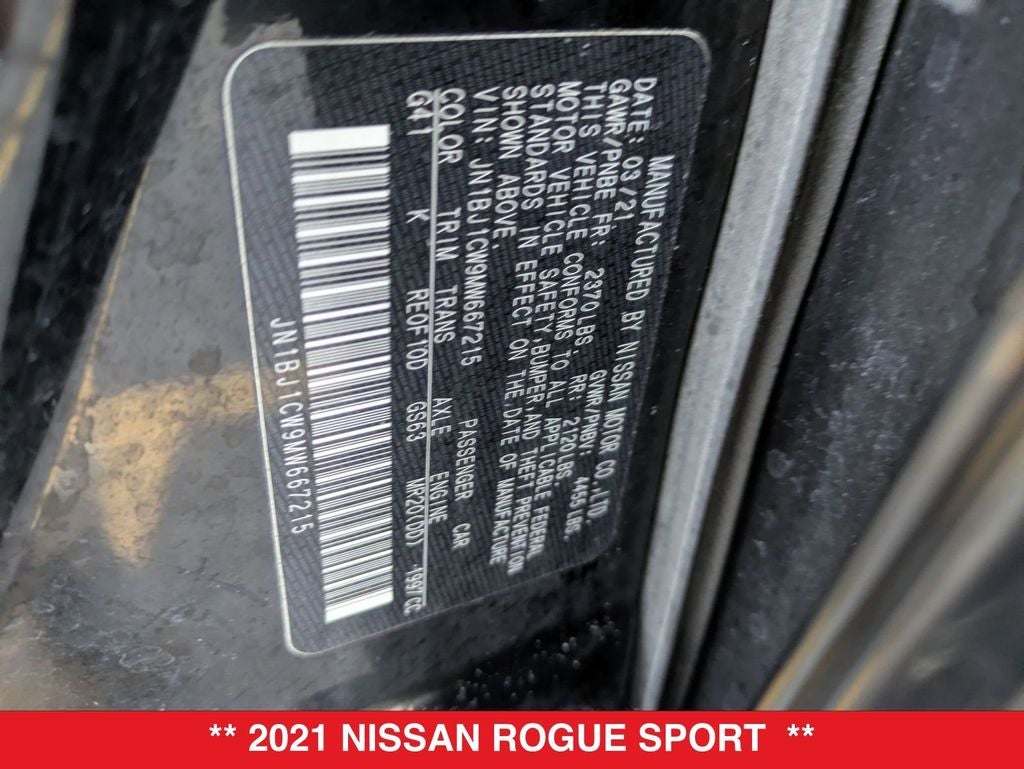 MANUFACTURED BY NISSAN MOTOR CO.,LTD.
DATE: 03/21 GVWR/PNBV: 4455LBS.
GAWR/PNBE FR: 2370LBS. RR: 2120LBS
THIS VEHICLE CONFORMS TO ALL APPLICABLE FEDERAL
MOTOR VEHICLE SAFETY,BUMPER,AND THEFT PREVENTION
STANDARDS IN EFFECT ON THE DATE OF MANUFACTURE
SHOWN ABOVE.
VIN: JN1BJ1CW9MW667215 PASSENGER CAR
COLOR TRIM TRANS AXLE ENGINE
G41 K RE0F10D GS63 MR20(DD) 1997CC
JN1BJ1CW9MW667215
** 2021 NISSAN ROGUE SPORT **